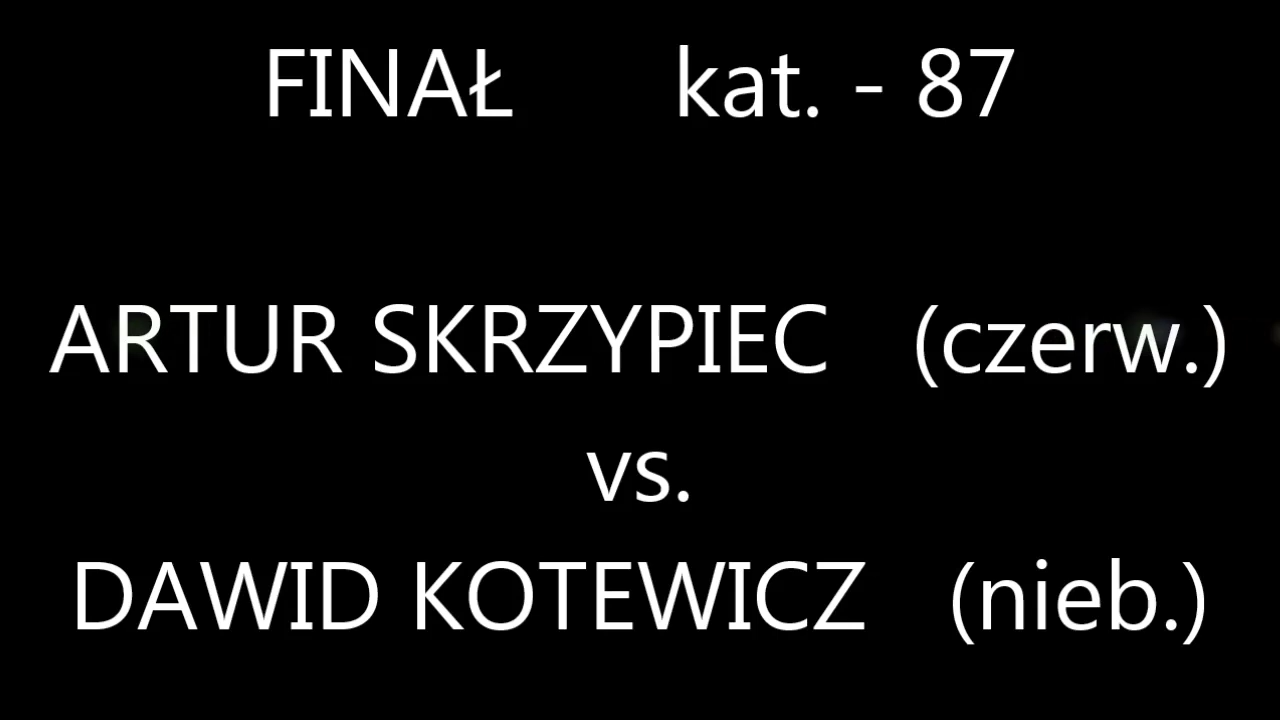 FINAŁ kat. - 87
ARTUR SKRZYPIEC (czerw.)
vs.
DAWID KOTEWICZ (nieb.)